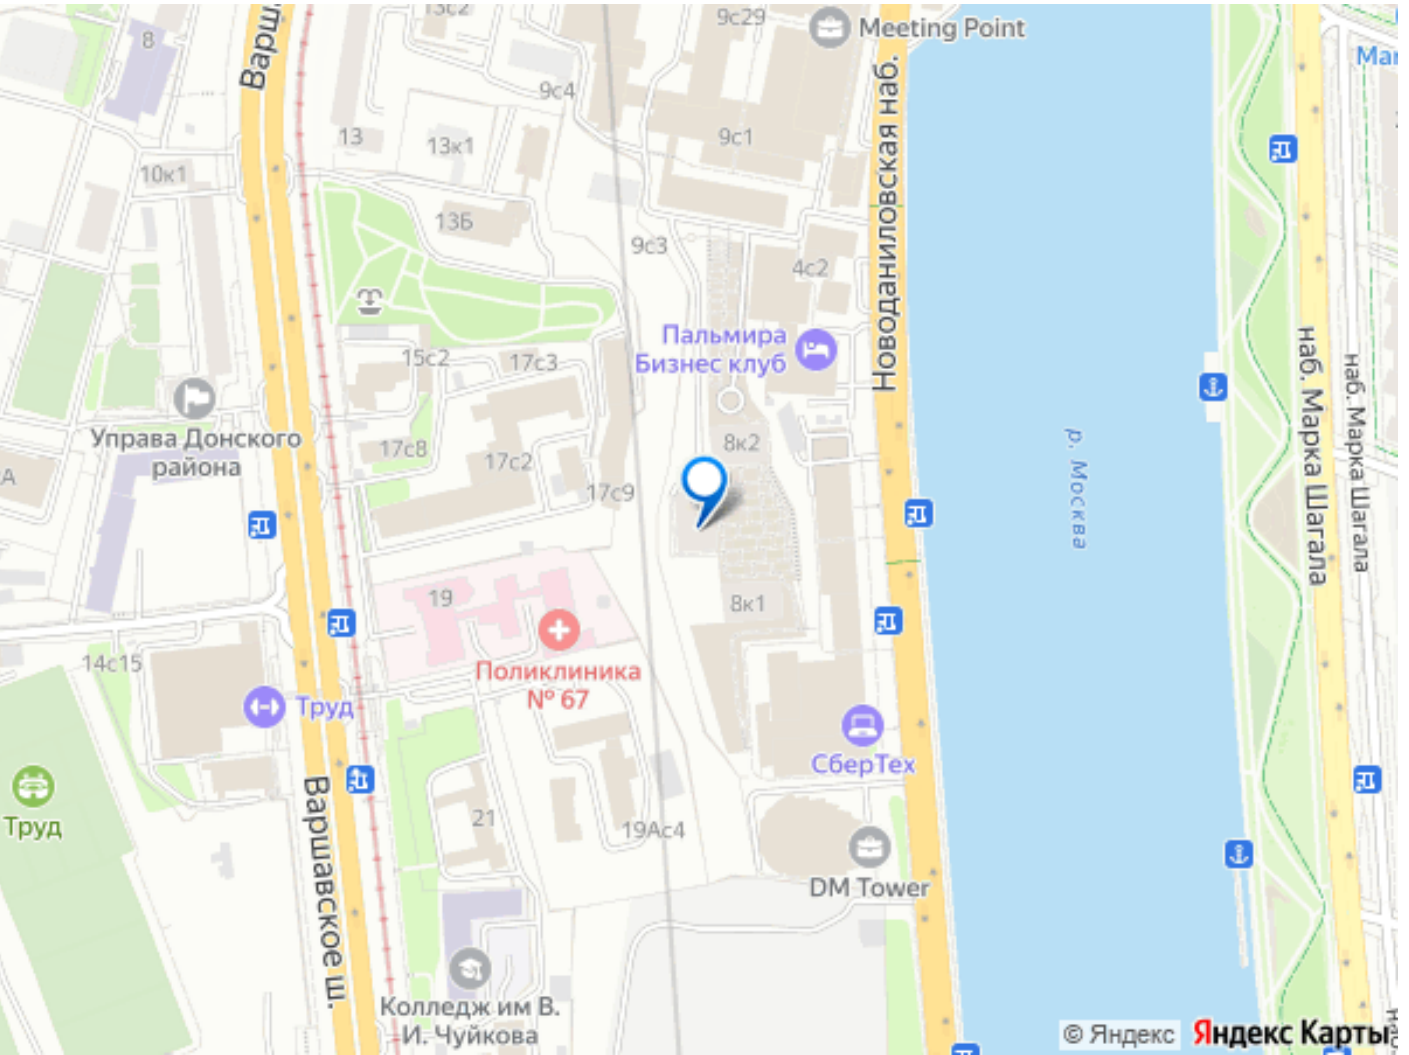 13с2
9с29
Meeting Point
Варш
8
Маг
9с4
9с1
13
13к1
10к1
Новоданиловская наб.
13Б
9с3
4с2
Пальмира
Бизнес клуб
15с2
17с3
наб. Марка Шагала
наб. Марка Шагала
Управа Донского
района
17с8
17с2
8к2
р. Москва
17с9
19
8к1
Поликлиника
№ 67
14с15
Труд
СберТех
Труд
21
19Ас4
Варшавское ш.
DM Tower
Колледж им В.
И. Чуйкова
© Яндекс Яндекс Карты